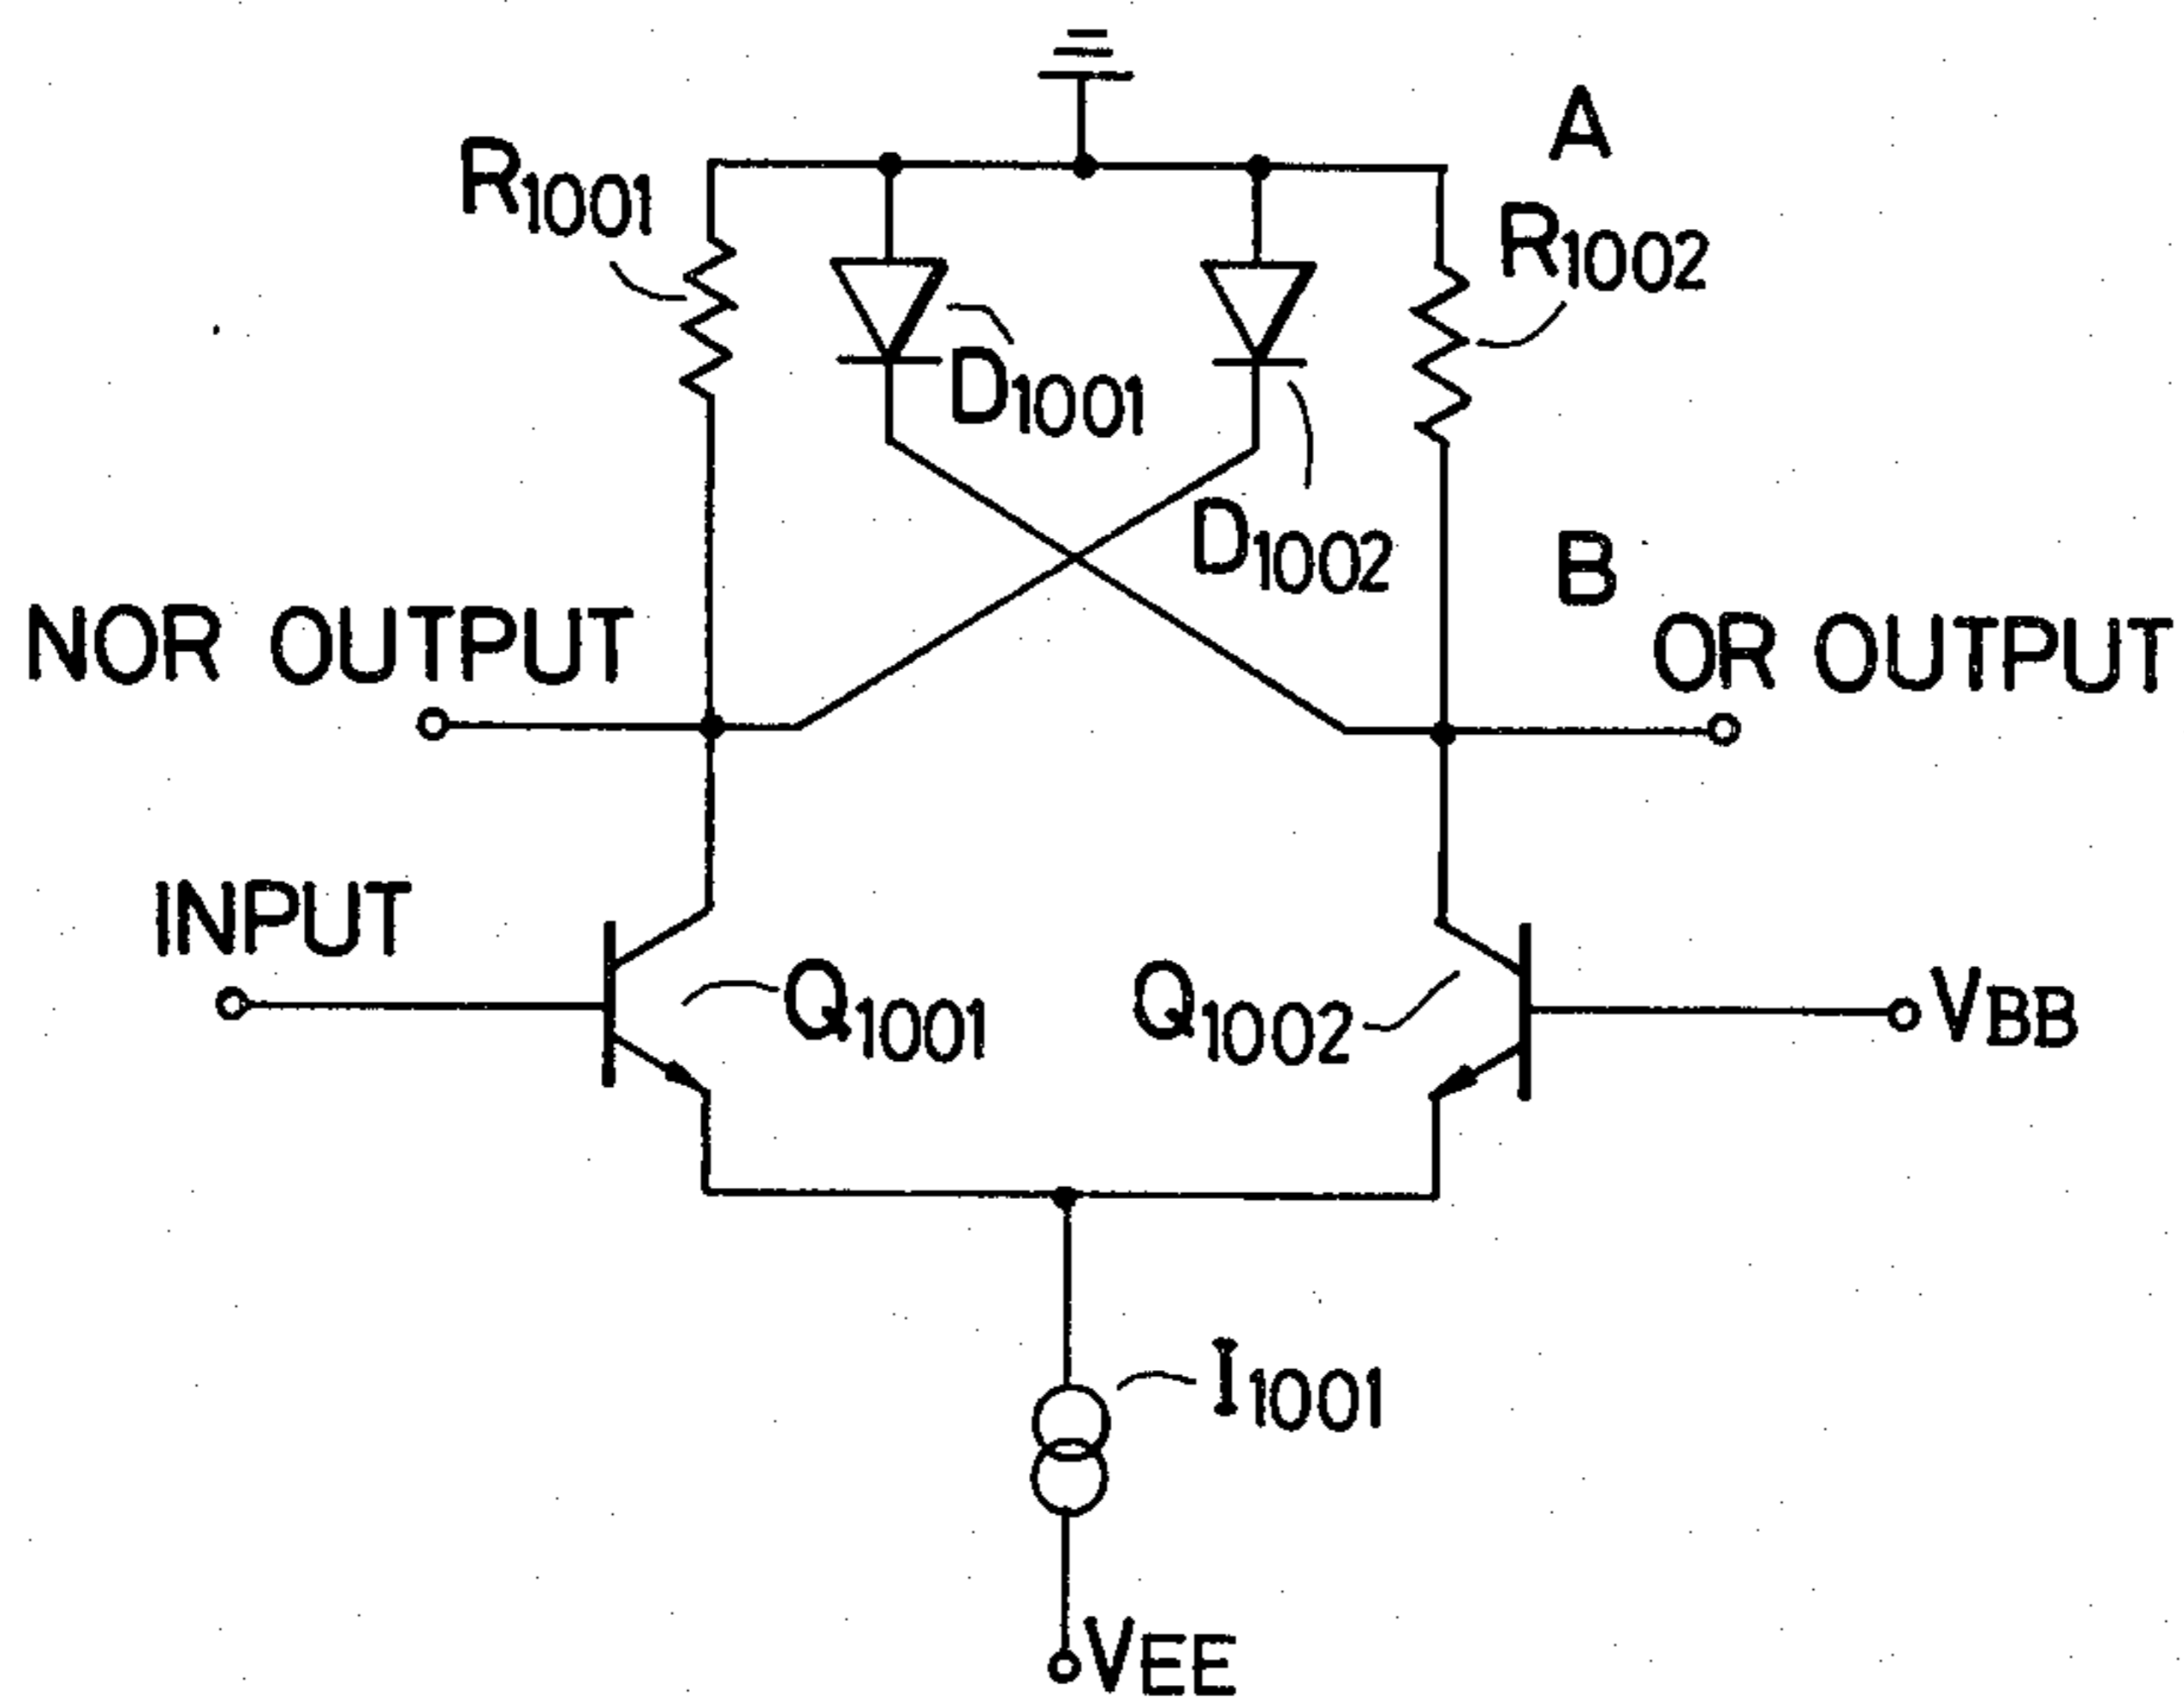 A
R1001
R1002
D1001
D1002
B
NOR OUTPUT
OR OUTPUT
INPUT
Q1001
Q1002
VBB
I1001
VEE